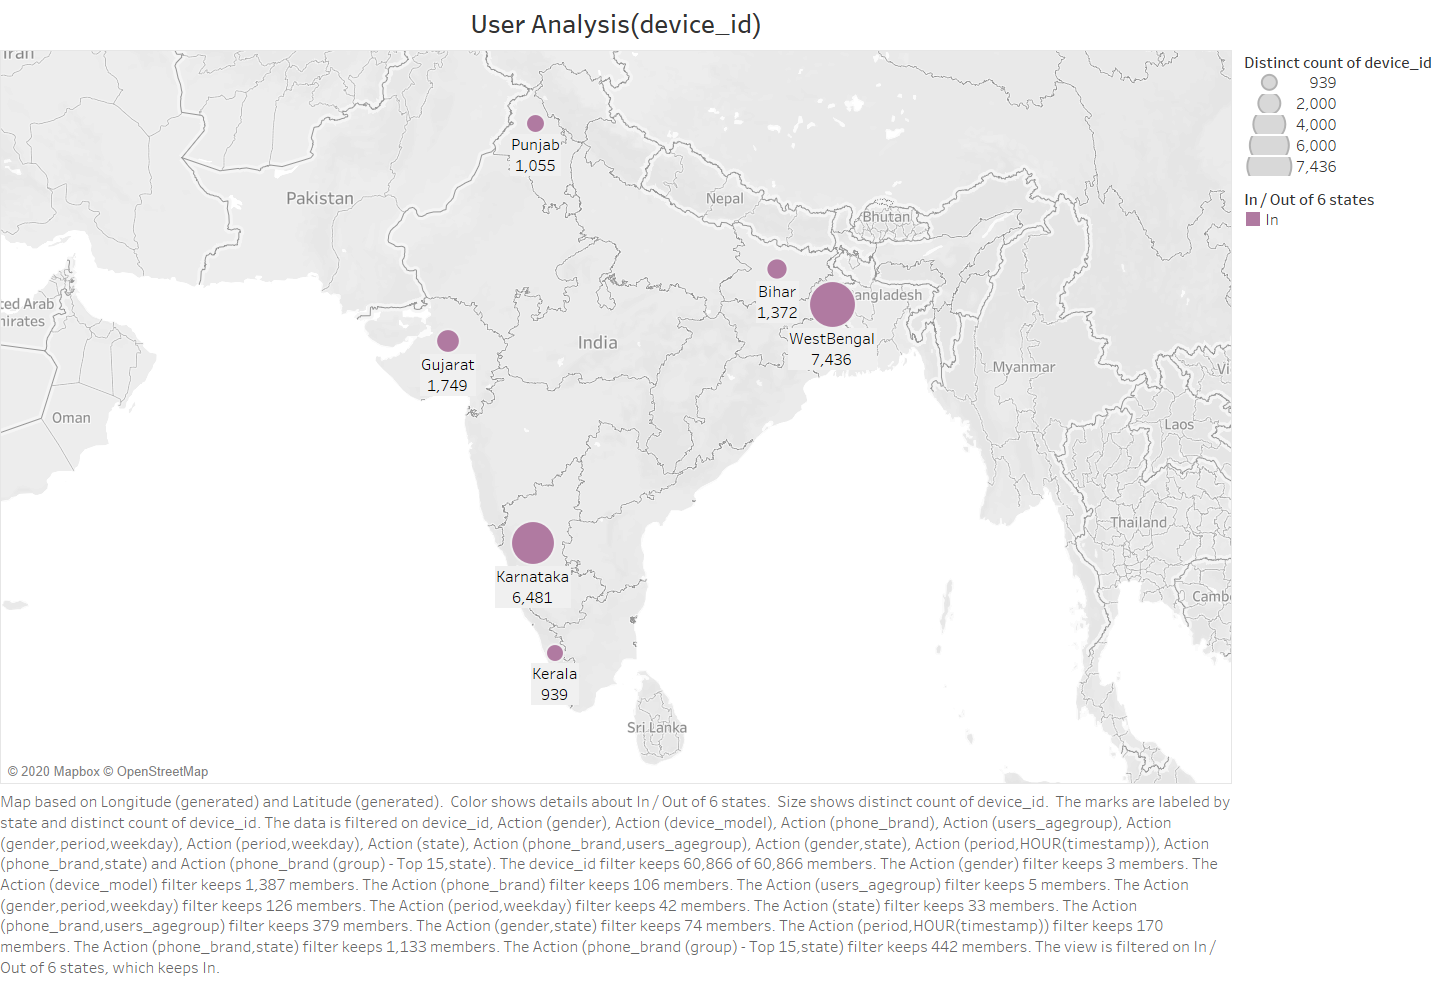 User Analysis(device_id)
Iran
Pakistan
Nepal
Bhutan
ted Arab
nirates
Oman
India
angladesh
Myanmar
Vi
Laos
Thailand
Camb
Sri Lanka
Punjab
1,055
Bihar
1,372
WestBengal
7,436
Gujarat
1,749
Karnataka
6,481
Kerala
939
© 2020 Mapbox © OpenStreetMap
Distinct count of device_id
939
2,000
4,000
6,000
7,436
In / Out of 6 states
In
Map based on Longitude (generated) and Latitude (generated).  Color shows details about In / Out of 6 states.  Size shows distinct count of device_id.  The marks are labeled by
state and distinct count of device_id. The data is filtered on device_id, Action (gender), Action (device_model), Action (phone_brand), Action (users_agegroup), Action
(gender,period,weekday), Action (period,weekday), Action (state), Action (phone_brand,users_agegroup), Action (gender,state), Action (period,HOUR(timestamp)), Action
(phone_brand,state) and Action (phone_brand (group) - Top 15,state). The device_id filter keeps 60,866 of 60,866 members. The Action (gender) filter keeps 3 members. The
Action (device_model) filter keeps 1,387 members. The Action (phone_brand) filter keeps 106 members. The Action (users_agegroup) filter keeps 5 members. The Action
(gender,period,weekday) filter keeps 126 members. The Action (period,weekday) filter keeps 42 members. The Action (state) filter keeps 33 members. The Action
(phone_brand,users_agegroup) filter keeps 379 members. The Action (gender,state) filter keeps 74 members. The Action (period,HOUR(timestamp)) filter keeps 170
members. The Action (phone_brand,state) filter keeps 1,133 members. The Action (phone_brand (group) - Top 15,state) filter keeps 442 members. The view is filtered on In /
Out of 6 states, which keeps In.